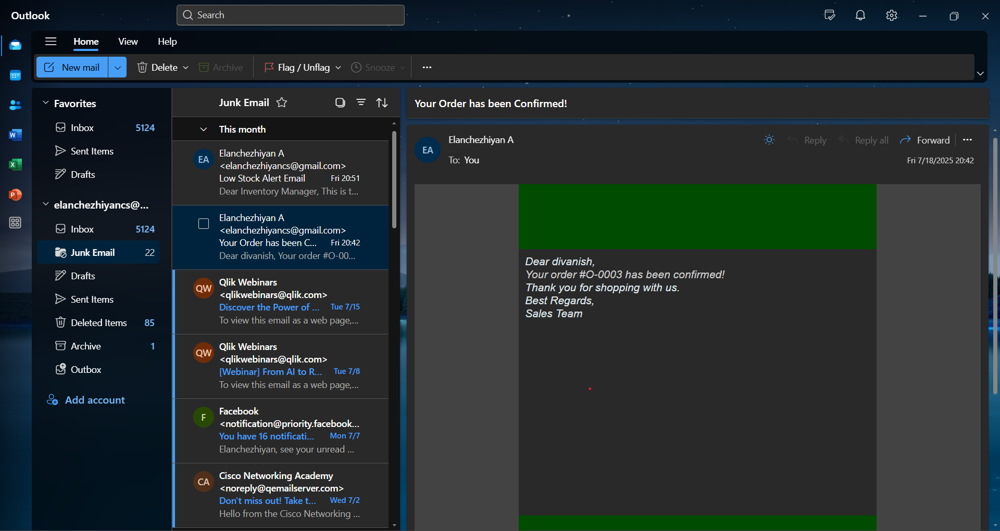 Outlook
Search
Home View Help
New mail Delete Archive Flag / Unflag Snooze ...
Favorites
Inbox 5124
Sent Items
Drafts
elanchezhiyancs@...
Inbox 5124
Junk Email 22
Drafts
Sent Items
Deleted Items 85
Archive 1
Outbox
Add account
Junk Email
This month
EA
Elanchezhiyan A
<elanchezhiyancs@gmail.com>
Low Stock Alert Email Fri 20:51
Dear Inventory Manager, This is t...
Elanchezhiyan A
<elanchezhiyancs@gmail.com>
Your Order has been C... Fri 20:42
Dear divanish, Your order #O-00...
QW
Qlik Webinars
<qlikwebinars@qlik.com>
Discover the Power of ... Tue 7/15
To view this email as a web page,...
QW
Qlik Webinars
<qlikwebinars@qlik.com>
[Webinar] From AI to R... Tue 7/8
To view this email as a web page,...
F
Facebook
<notification@priority.facebook...
You have 16 notificati... Mon 7/7
Elanchezhiyan, see your unread ...
CA
Cisco Networking Academy
<noreply@qemailserver.com>
Don't miss out! Take t... Wed 7/2
Hello from the Cisco Networking ...
Your Order has been Confirmed!
EA
Elanchezhiyan A
To: You
Reply Reply all Forward ...
Fri 7/18/2025 20:42
Dear divanish,
Your order #O-0003 has been confirmed!
Thank you for shopping with us.
Best Regards,
Sales Team
W
X
P